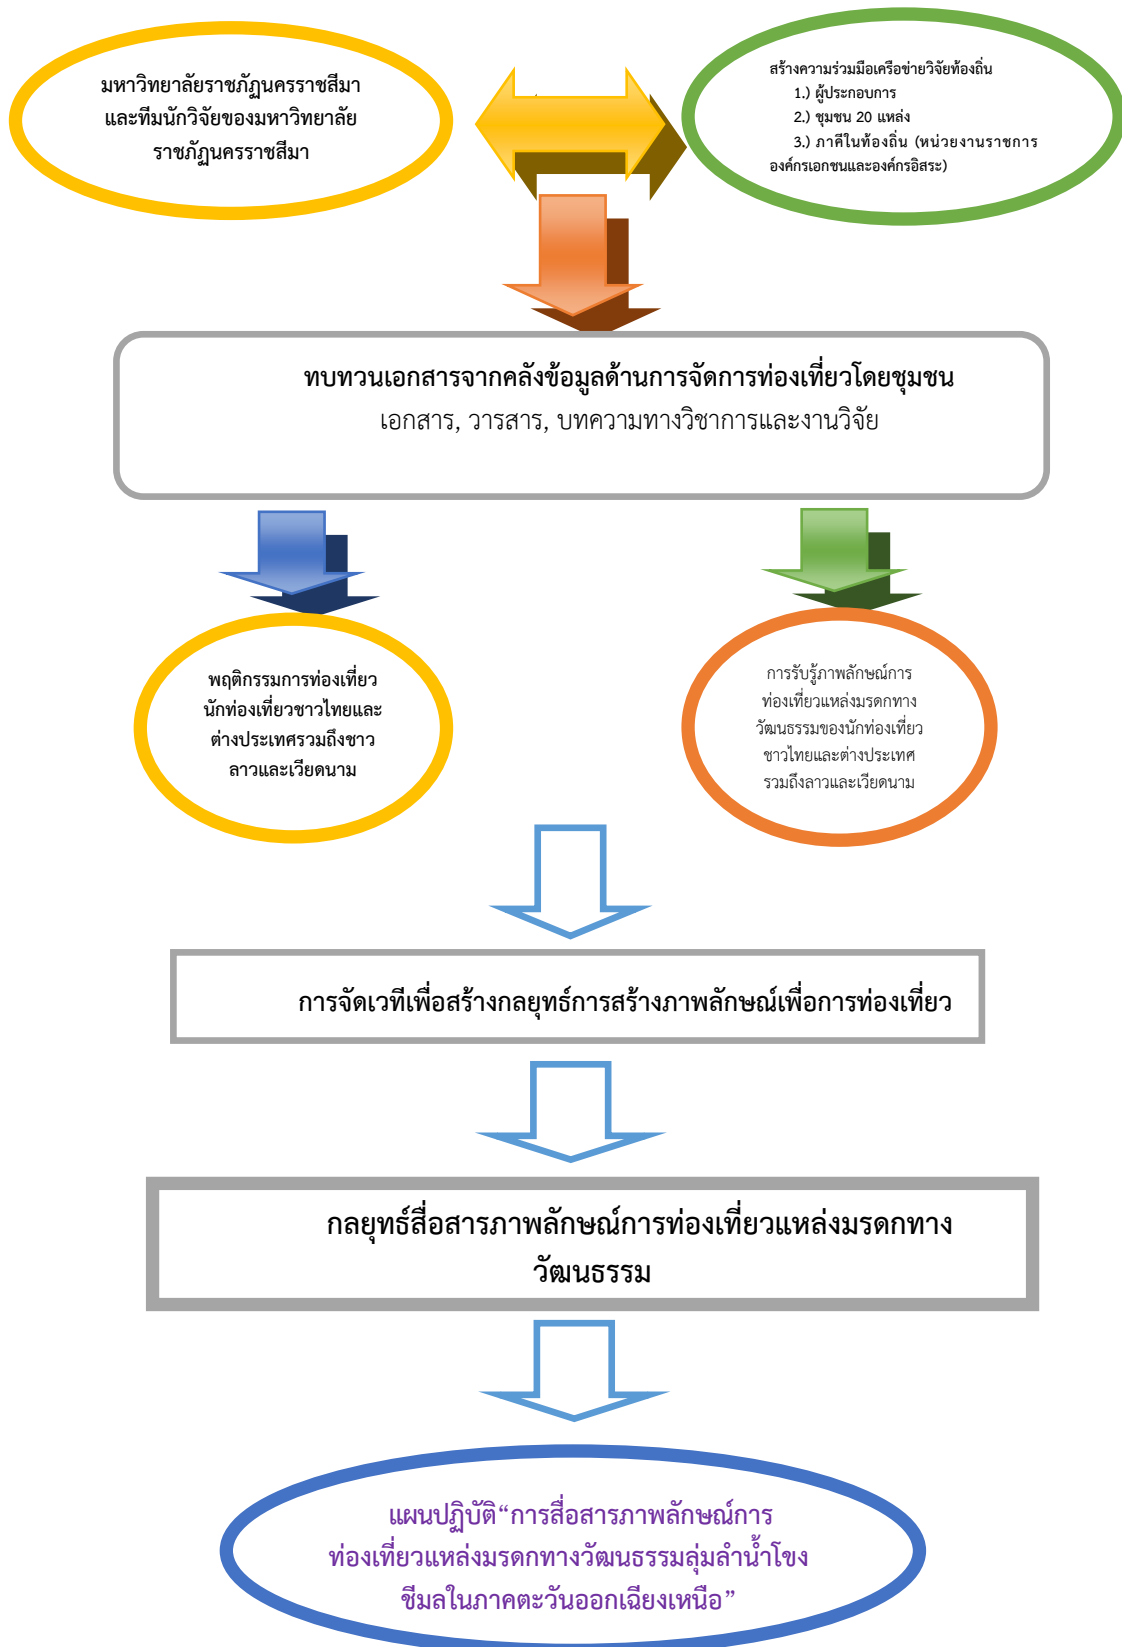 มหาวิทยาลัยราชภัฏนครราชสีมา
และทีมนักวิจัยของมหาวิทยาลัย
ราชภัฏนครราชสีมา
สร้างความร่วมมือเครือข่ายวิจัยท้องถิ่น
1.) ผู้ประกอบการ
2.) ชุมชน 20 แหล่ง
3.) ภาคีในท้องถิ่น (หน่วยงานราชการ
องค์กรเอกชนและองค์กรอิสระ)
ทบทวนเอกสารจากคลังข้อมูลด้านการจัดการท่องเที่ยวโดยชุมชน
เอกสาร, วารสาร, บทความทางวิชาการและงานวิจัย
พฤติกรรมการท่องเที่ยว
นักท่องเที่ยวชาวไทยและ
ต่างประเทศรวมถึงชาว
ลาวและเวียดนาม
การรับรู้ภาพลักษณ์การ
ท่องเที่ยวแหล่งมรดกทาง
วัฒนธรรมของนักท่องเที่ยว
ชาวไทยและต่างประเทศ
รวมถึงลาวและเวียดนาม
การจัดเวทีเพื่อสร้างกลยุทธ์การสร้างภาพลักษณ์เพื่อการท่องเที่ยว
กลยุทธ์สื่อสารภาพลักษณ์การท่องเที่ยวแหล่งมรดกทาง
วัฒนธรรม
แผนปฏิบัติ“การสื่อสารภาพลักษณ์การ
ท่องเที่ยวแหล่งมรดกทางวัฒนธรรมลุ่มลำน้ำโขง
ชีมูลในภาคตะวันออกเฉียงเหนือ”